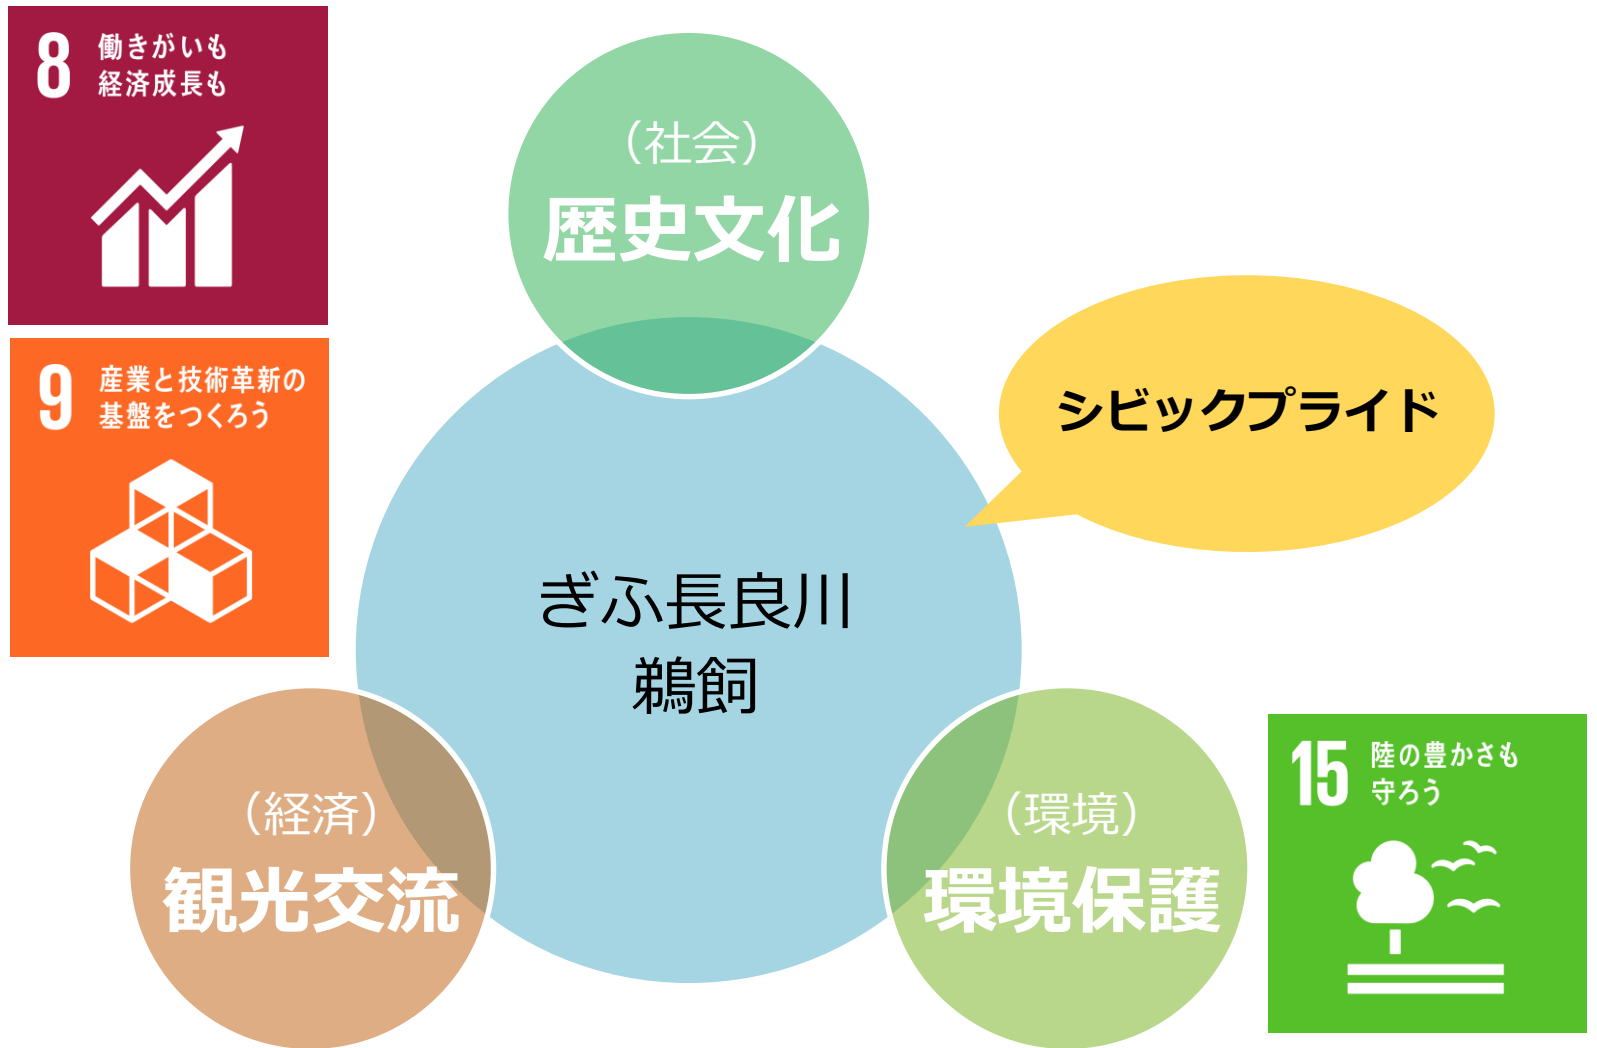 8 働きがいも
経済成長も
9 産業と技術革新の
基盤をつくろう
（社会）
歴史文化
シビックプライド
ぎふ長良川
鵜飼
（経済）
観光交流
（環境）
環境保護
15 陸の豊かさも
守ろう